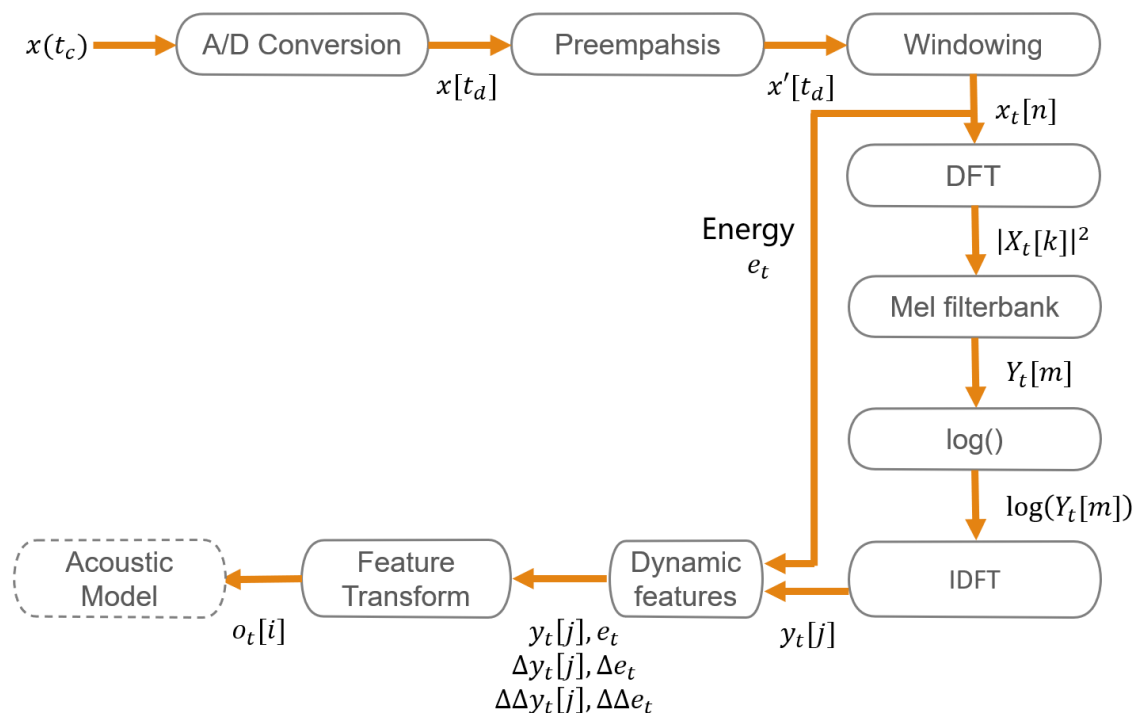 x(t_c)
A/D Conversion
x[t_d]
Preempahsis
x′[t_d]
Windowing
x_t[n]
DFT
Energy
e_t
|X_t[k]|²
Mel filterbank
Y_t[m]
log()
log(Y_t[m])
IDFT
y_t[j]
Dynamic
features
y_t[j], e_t
Δy_t[j], Δe_t
ΔΔy_t[j], ΔΔe_t
Feature
Transform
o_t[i]
Acoustic
Model